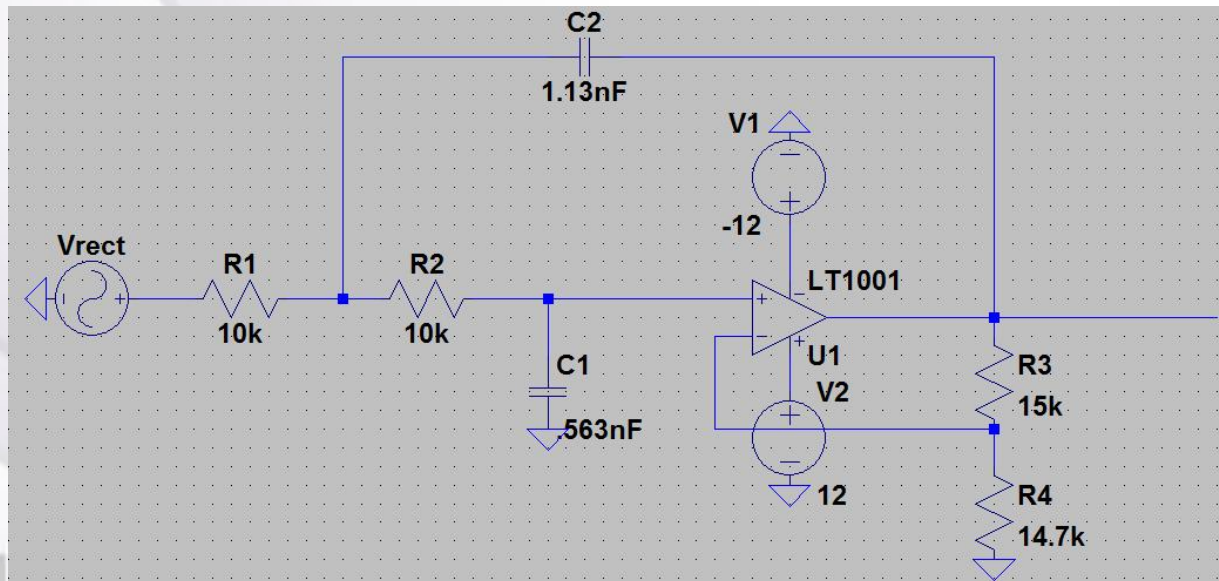 C2
1.13nF
V1
-12
Vrect
R1
10k
R2
10k
LT1001
U1
C1
.563nF
V2
12
R3
15k
R4
14.7k